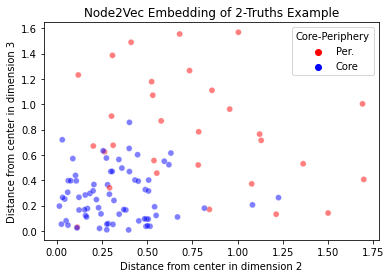 Node2Vec Embedding of 2-Truths Example
Core-Periphery
Per.
Core
Distance from center in dimension 3
1.6
1.4
1.2
1.0
0.8
0.6
0.4
0.2
0.0
0.00 0.25 0.50 0.75 1.00 1.25 1.50 1.75
Distance from center in dimension 2